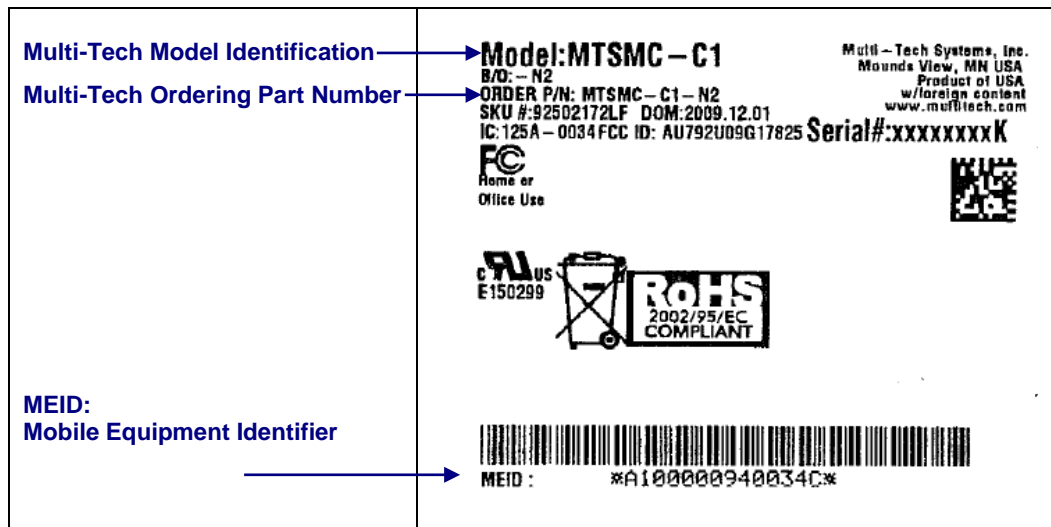 Multi-Tech Model Identification
Multi-Tech Ordering Part Number
MEID:
Mobile Equipment Identifier
Model:MTSMC-C1
B/O:-N2
ORDER P/N: MTSMC-C1-N2
SKU #:92502172LF DOM:2009.12.01
IC:125A-0034 FCC ID: AU792U09G17825 Serial#:xxxxxxxxK
Multi-Tech Systems, Inc.
Mounds View, MN USA
Product of USA
w/foreign content
www.multitech.com
FC
Home or
Office Use
c RU US
E150299
RoHS
2002/95/EC
COMPLIANT
MEID: *A100000940034C*